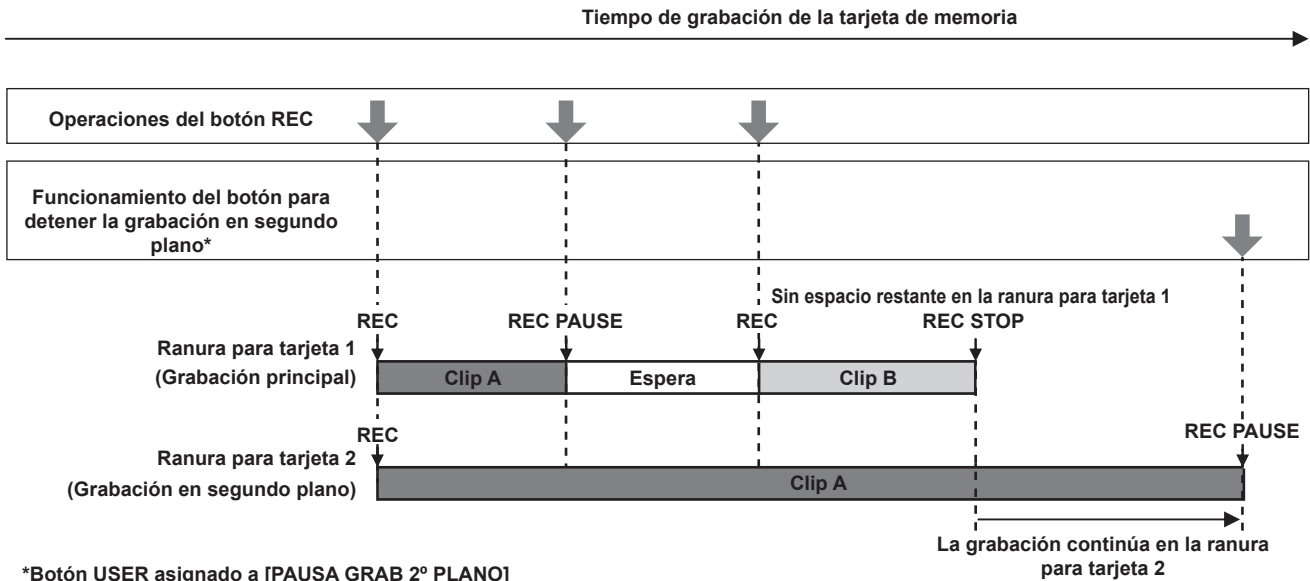 Tiempo de grabación de la tarjeta de memoria
Operaciones del botón REC
Funcionamiento del botón para
detener la grabación en segundo
plano*
Sin espacio restante en la ranura para tarjeta 1
REC
REC PAUSE
REC
REC STOP
Ranura para tarjeta 1
(Grabación principal)
Clip A
Espera
Clip B
REC
REC PAUSE
Ranura para tarjeta 2
(Grabación en segundo plano)
Clip A
La grabación continúa en la ranura
para tarjeta 2
*Botón USER asignado a [PAUSA GRAB 2º PLANO]